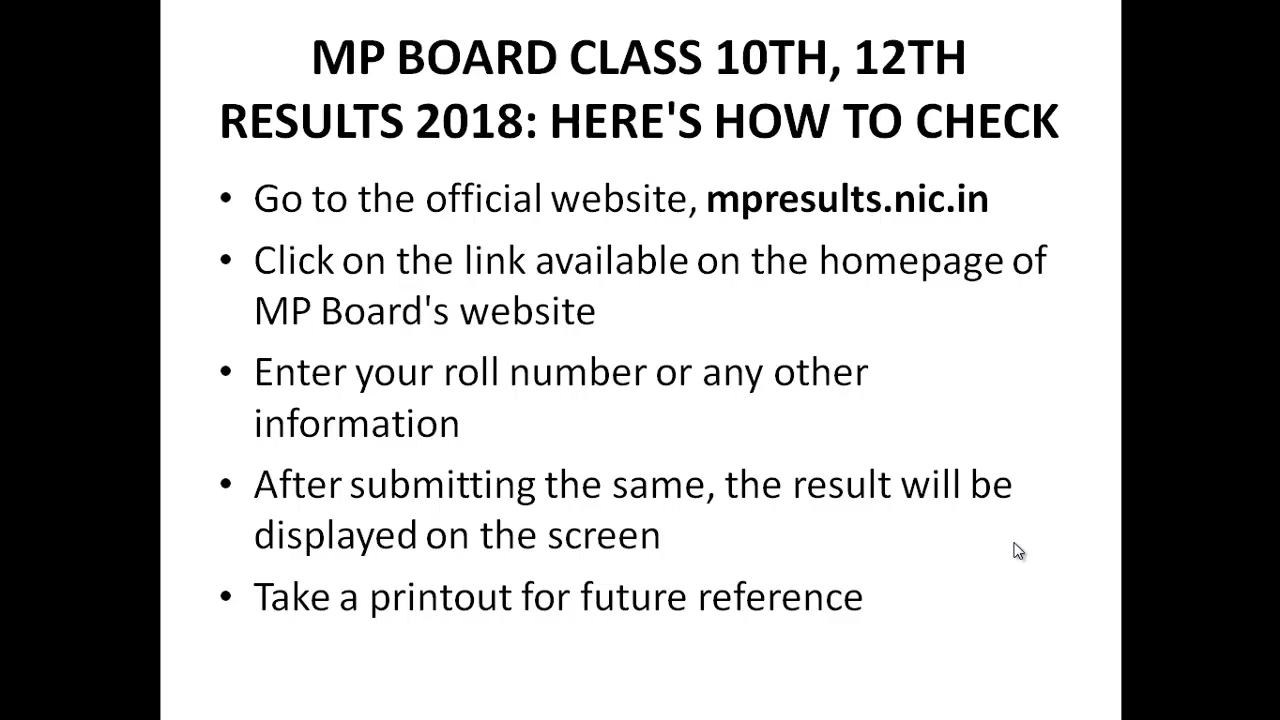 MP BOARD CLASS 10TH, 12TH
RESULTS 2018: HERE'S HOW TO CHECK
• Go to the official website, mpresults.nic.in
• Click on the link available on the homepage of
MP Board's website
• Enter your roll number or any other
information
• After submitting the same, the result will be
displayed on the screen
• Take a printout for future reference